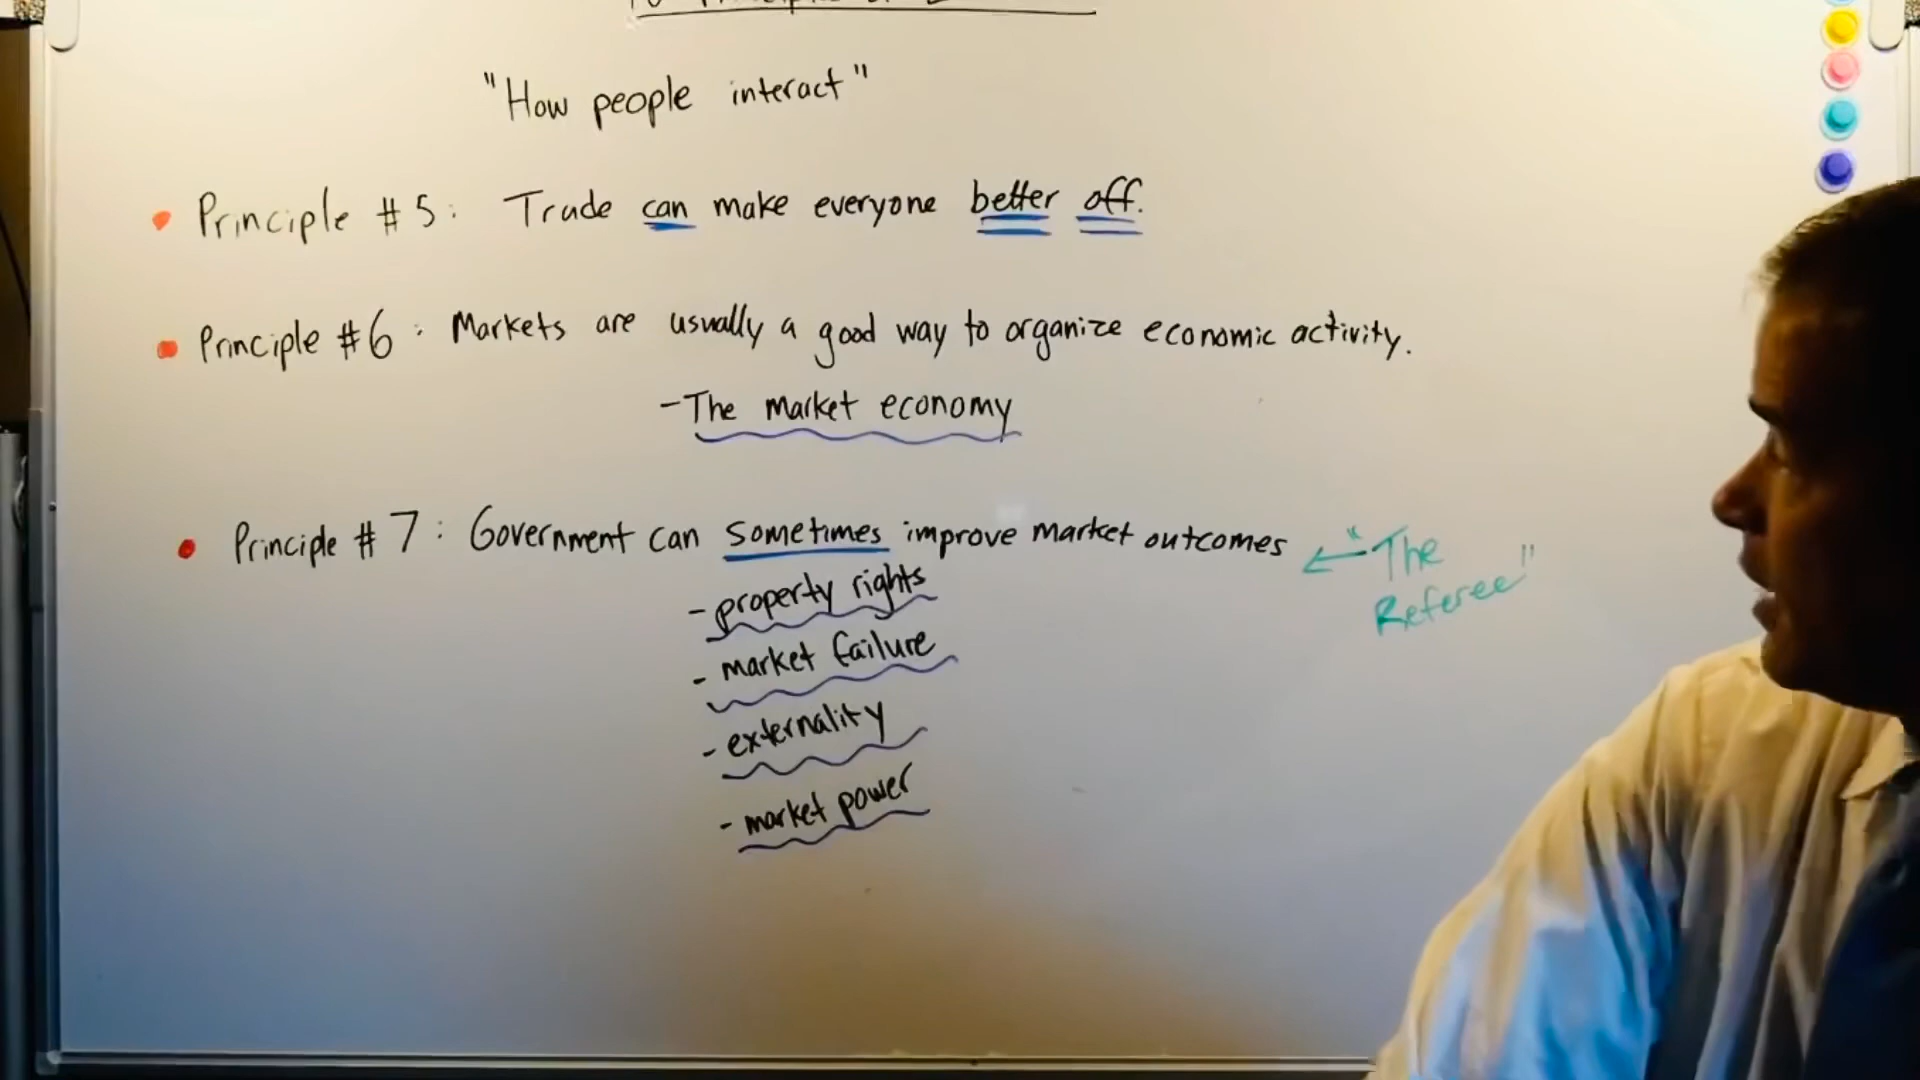 "How people interact"
Principle #5: Trade can make everyone better off.
Principle #6: Markets are usually a good way to organize economic activity.
-The market economy
Principle #7: Government can sometimes improve market outcomes
"The
Referee"
- property rights
- market failure
- externality
- market power